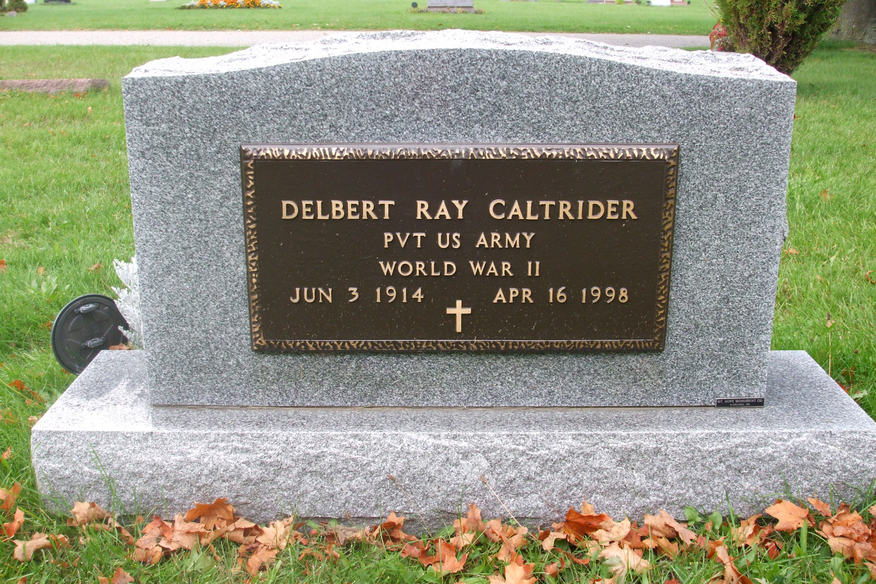 DELBERT RAY CALTRIDER
PVT US ARMY
WORLD WAR II
JUN 3 1914 APR 16 1998